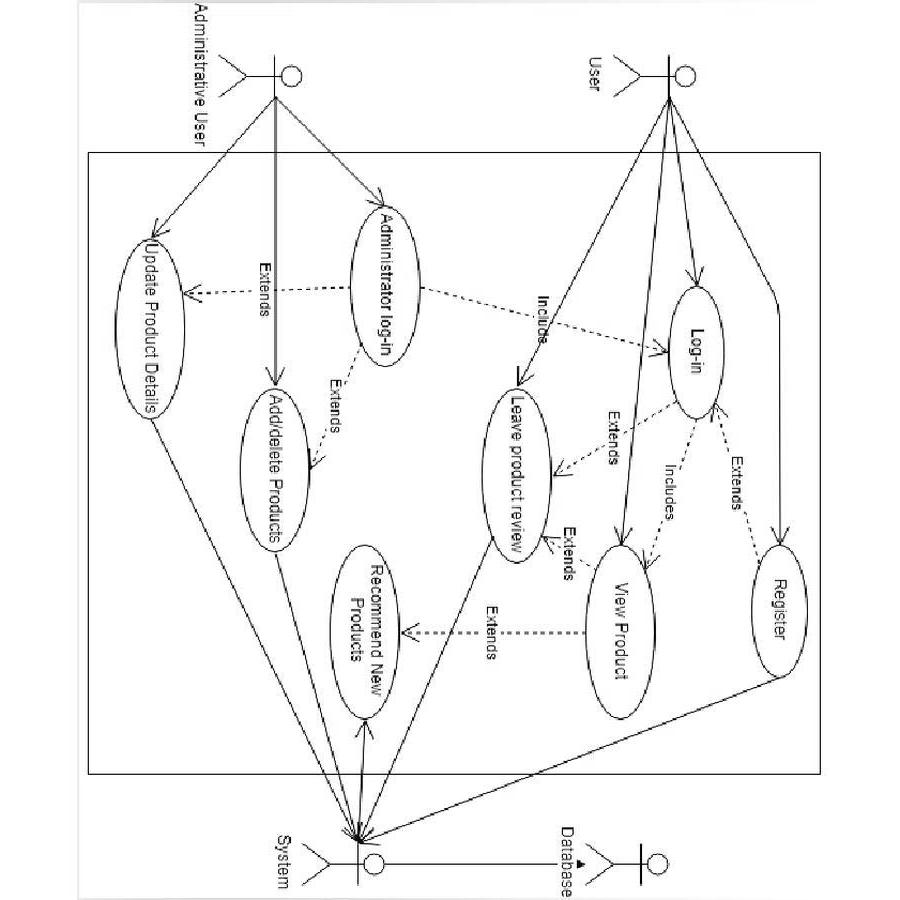 User
Administrative User
Register
Log-in
Extends
Includes
View Product
Extends
Extends
Include
Leave product review
Extends
Administrator log-in
Recommend New
Products
Extends
Extends
Add/delete Products
Update Product Details
Database
System